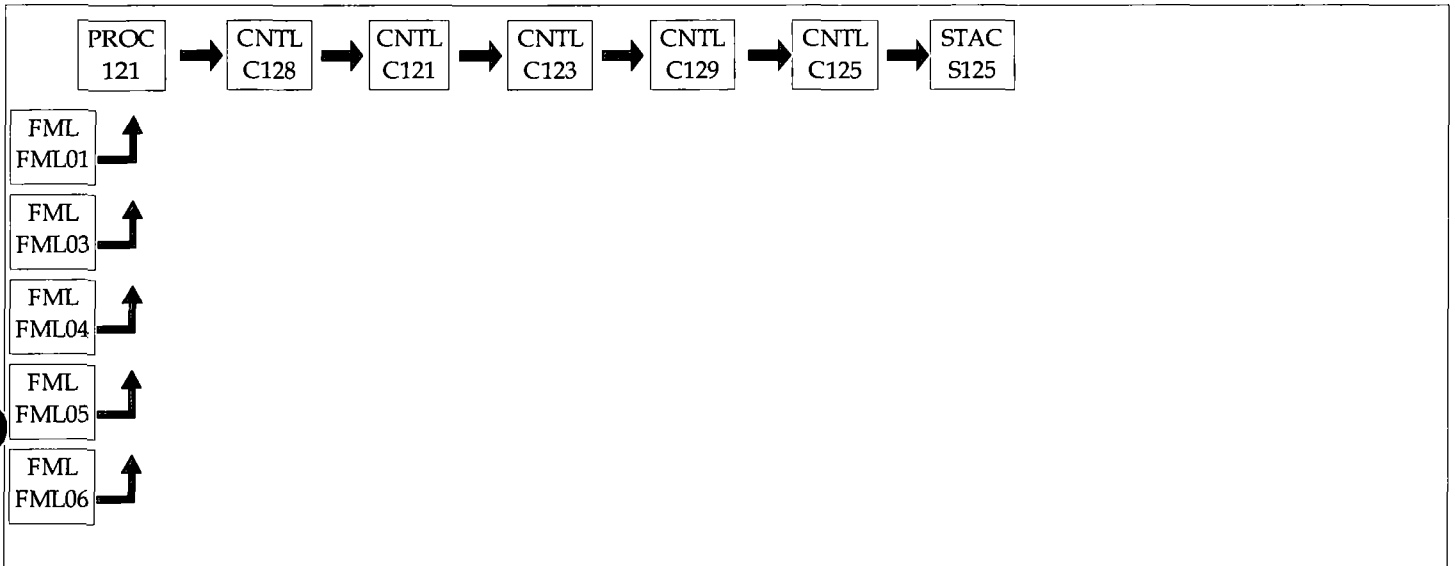 PROC
121
CNTL
C128
CNTL
C121
CNTL
C123
CNTL
C129
CNTL
C125
STAC
S125
FML
FML01
FML
FML03
FML
FML04
FML
FML05
FML
FML06